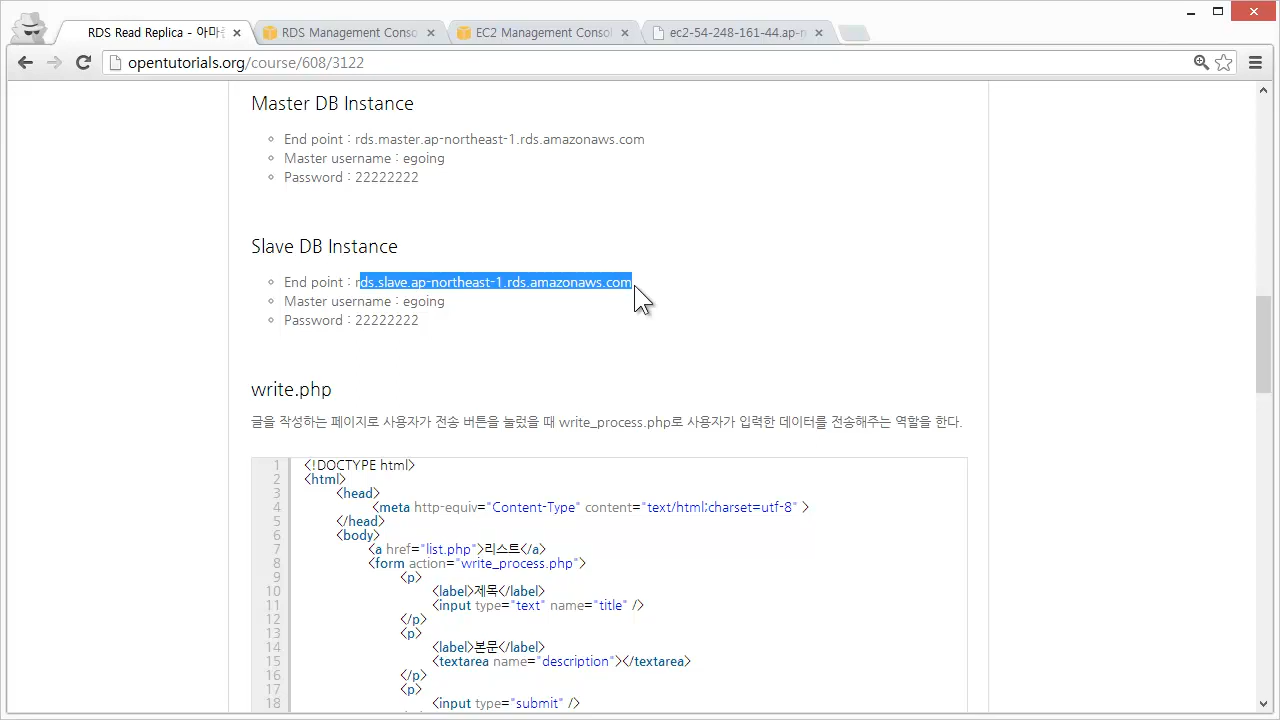 RDS Read Replica - 아마
RDS Management Conso
EC2 Management Consol
ec2-54-248-161-44.ap-n
opentutorials.org/course/608/3122
Master DB Instance
End point : rds.master.ap-northeast-1.rds.amazonaws.com
Master username : egoing
Password : 22222222
Slave DB Instance
End point : rds.slave.ap-northeast-1.rds.amazonaws.com
Master username : egoing
Password : 22222222
write.php
글을 작성하는 페이지로 사용자가 전송 버튼을 눌렀을 때 write_process.php로 사용자가 입력한 데이터를 전송해주는 역할을 한다.
1 <!DOCTYPE html>
2 <html>
3 <head>
4 <meta http-equiv="Content-Type" content="text/html;charset=utf-8" >
5 </head>
6 <body>
7 <a href="list.php">리스트</a>
8 <form action="write_process.php">
9 <p>
10 <label>제목</label>
11 <input type="text" name="title" />
12 </p>
13 <p>
14 <label>본문</label>
15 <textarea name="description"></textarea>
16 </p>
17 <p>
18 <input type="submit" />